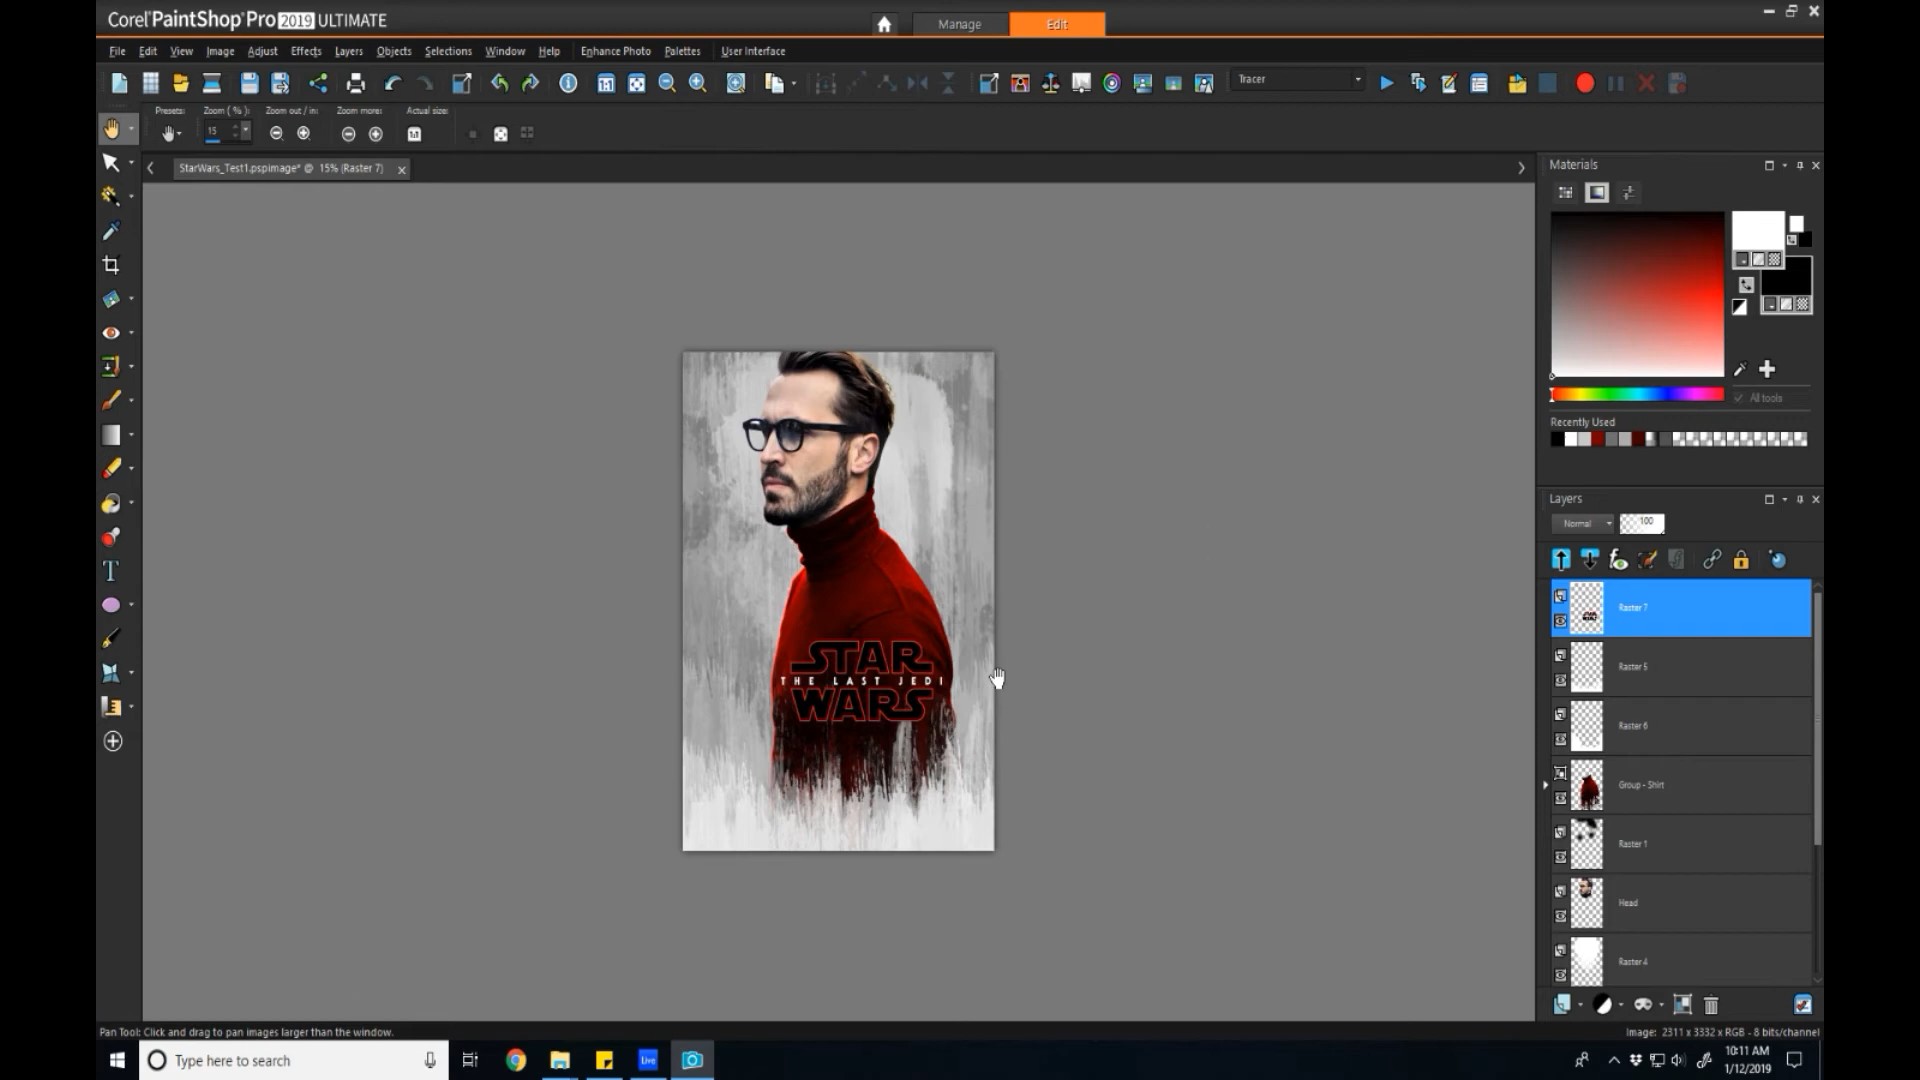 Corel PaintShop Pro 2019 ULTIMATE
Manage
Edit
File Edit View Image Adjust Effects Layers Objects Selections Window Help Enhance Photo Palettes User Interface
Tracer
Presets: Zoom ( % ): Zoom out / in: Zoom more: Actual size:
15
StarWars_Test1.pspimage* @ 15% (Raster 7)
Materials
All tools
Recently Used
STAR
THE LAST JEDI
WARS
Layers
Normal
100
Raster 7
Raster 5
Raster 6
Group - Shirt
Raster 1
Head
Raster 4
Pan Tool: Click and drag to pan images larger than the window.
Image: 2311 x 3332 x RGB - 8 bits/channel
Type here to search
Live
10:11 AM
1/12/2019